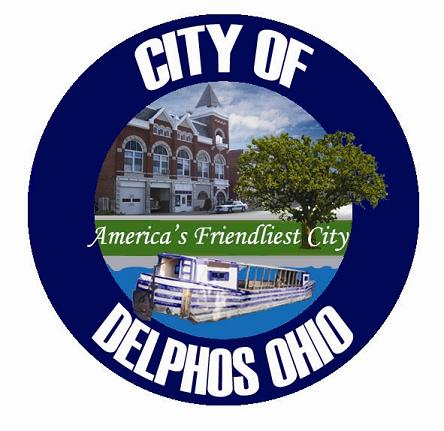 CITY OF
America's Friendliest City
DELPHOS OHIO